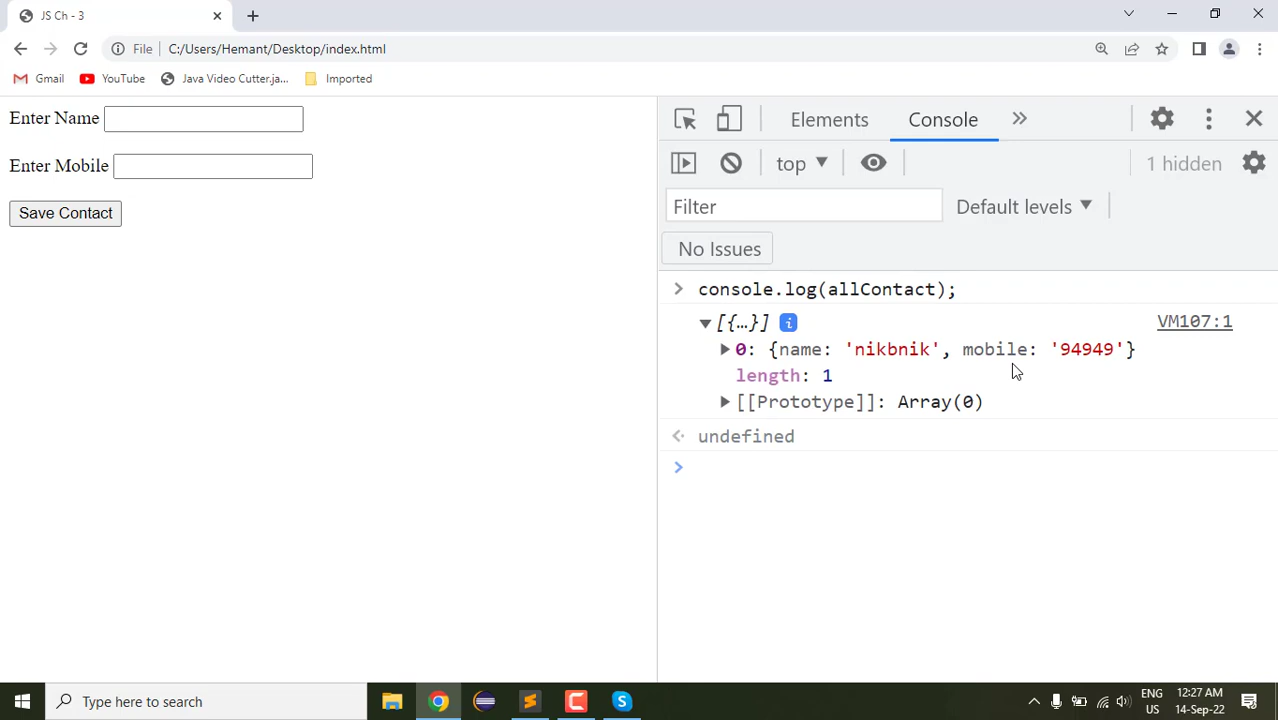 JS Ch - 3
File C:/Users/Hemant/Desktop/index.html
Gmail YouTube Java Video Cutter.ja... Imported
Enter Name
Enter Mobile
Save Contact
Elements Console
top 1 hidden
Filter Default levels
No Issues
console.log(allContact);
[{…}] i VM107:1
0: {name: 'nikbnik', mobile: '94949'}
length: 1
[[Prototype]]: Array(0)
undefined
Type here to search
ENG
US
12:27 AM
14-Sep-22